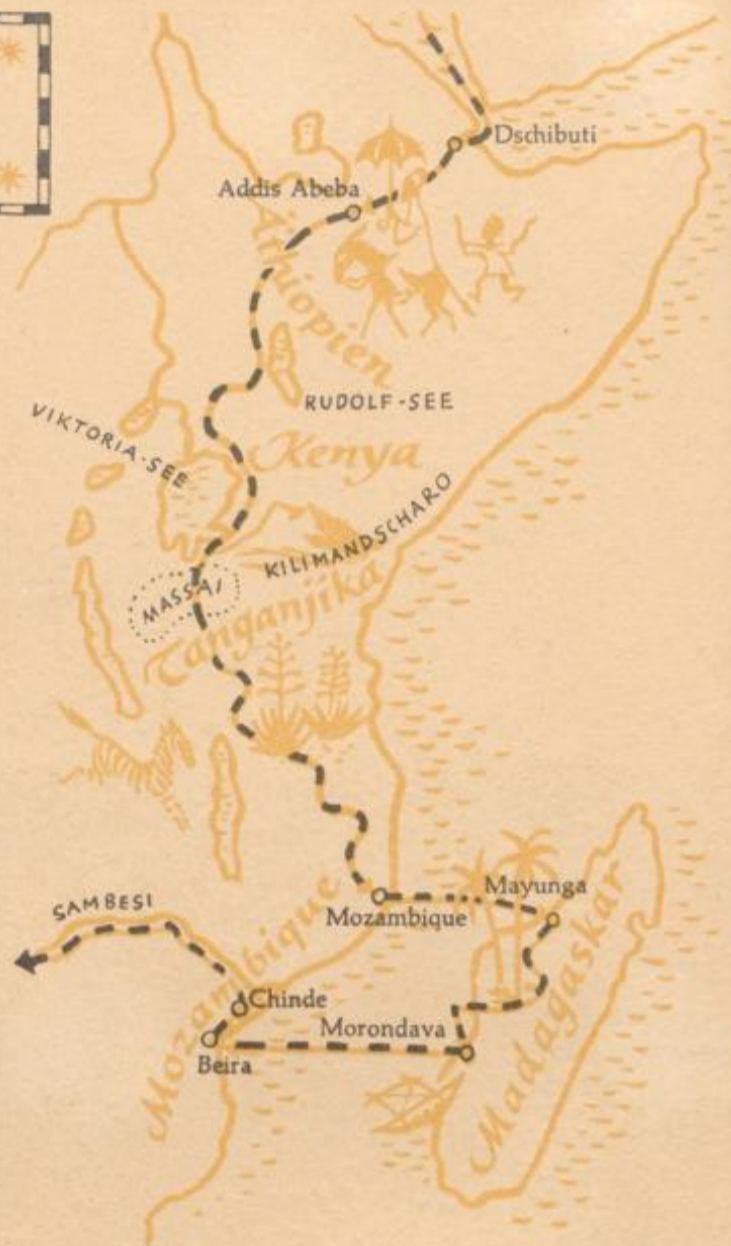 Dschibuti
Addis Abeba
Äthiopien
RUDOLF-SEE
VIKTORIA-SEE
Kenya
KILIMANDSCHARO
MASSAI
Tanganjika
SAMBESI
Mayunga
Mozambique
Mozambique
Madagaskar
Chinde
Morondava
Beira